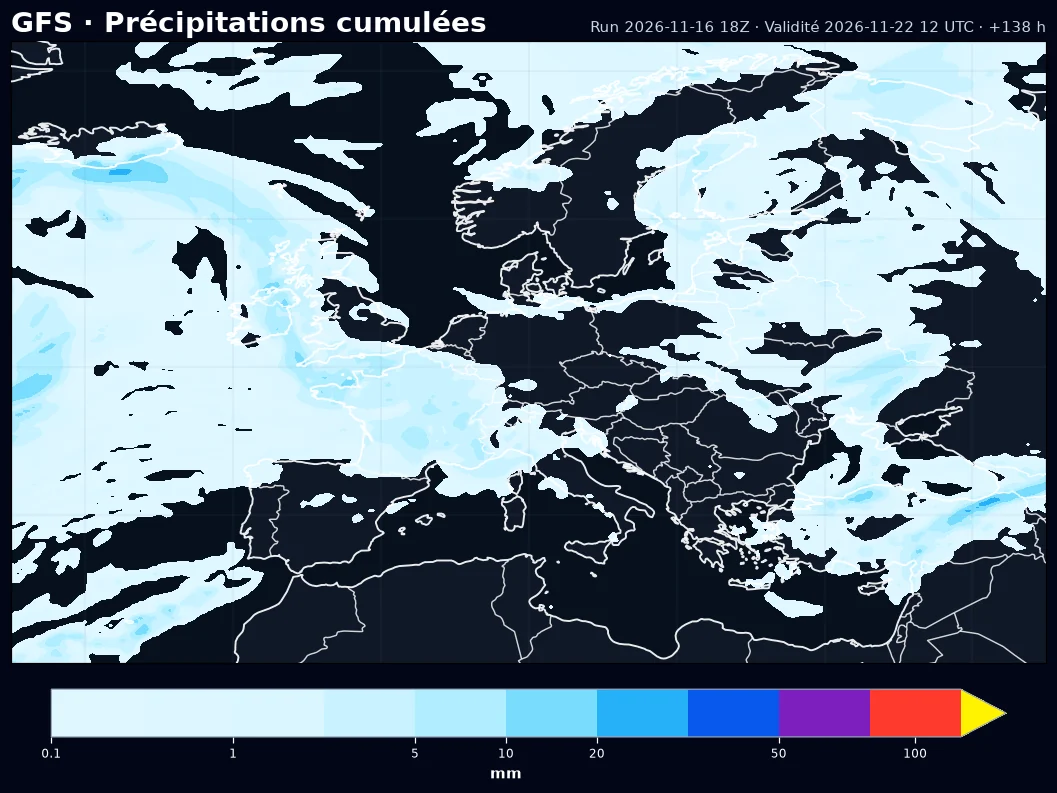 GFS · Précipitations cumulées
Run 2026-11-16 18Z · Validité 2026-11-22 12 UTC · +138 h
0.1 1 5 10 20 50 100
mm